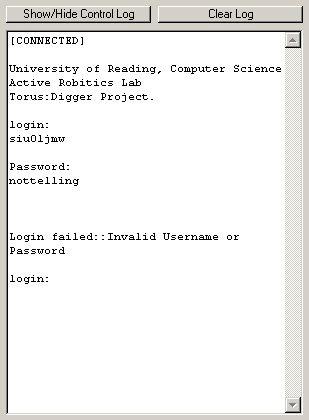 Show/Hide Control Log
Clear Log
[CONNECTED]
University of Reading, Computer Science
Active Robitics Lab
Torus:Digger Project.
login:
siu01jmw
Password:
nottelling
Login failed::Invalid Username or
Password
login: